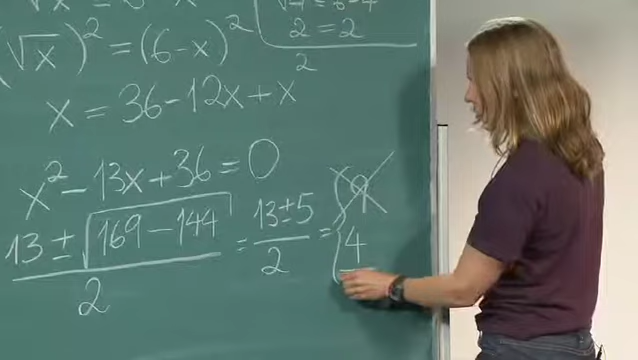 (√x)² = (6-x)²
2 = 2
2
x = 36 - 12x + x²
x² - 13x + 36 = 0
13 ± √169 - 144 / 2 = 13 ± 5 / 2 = { 9
4